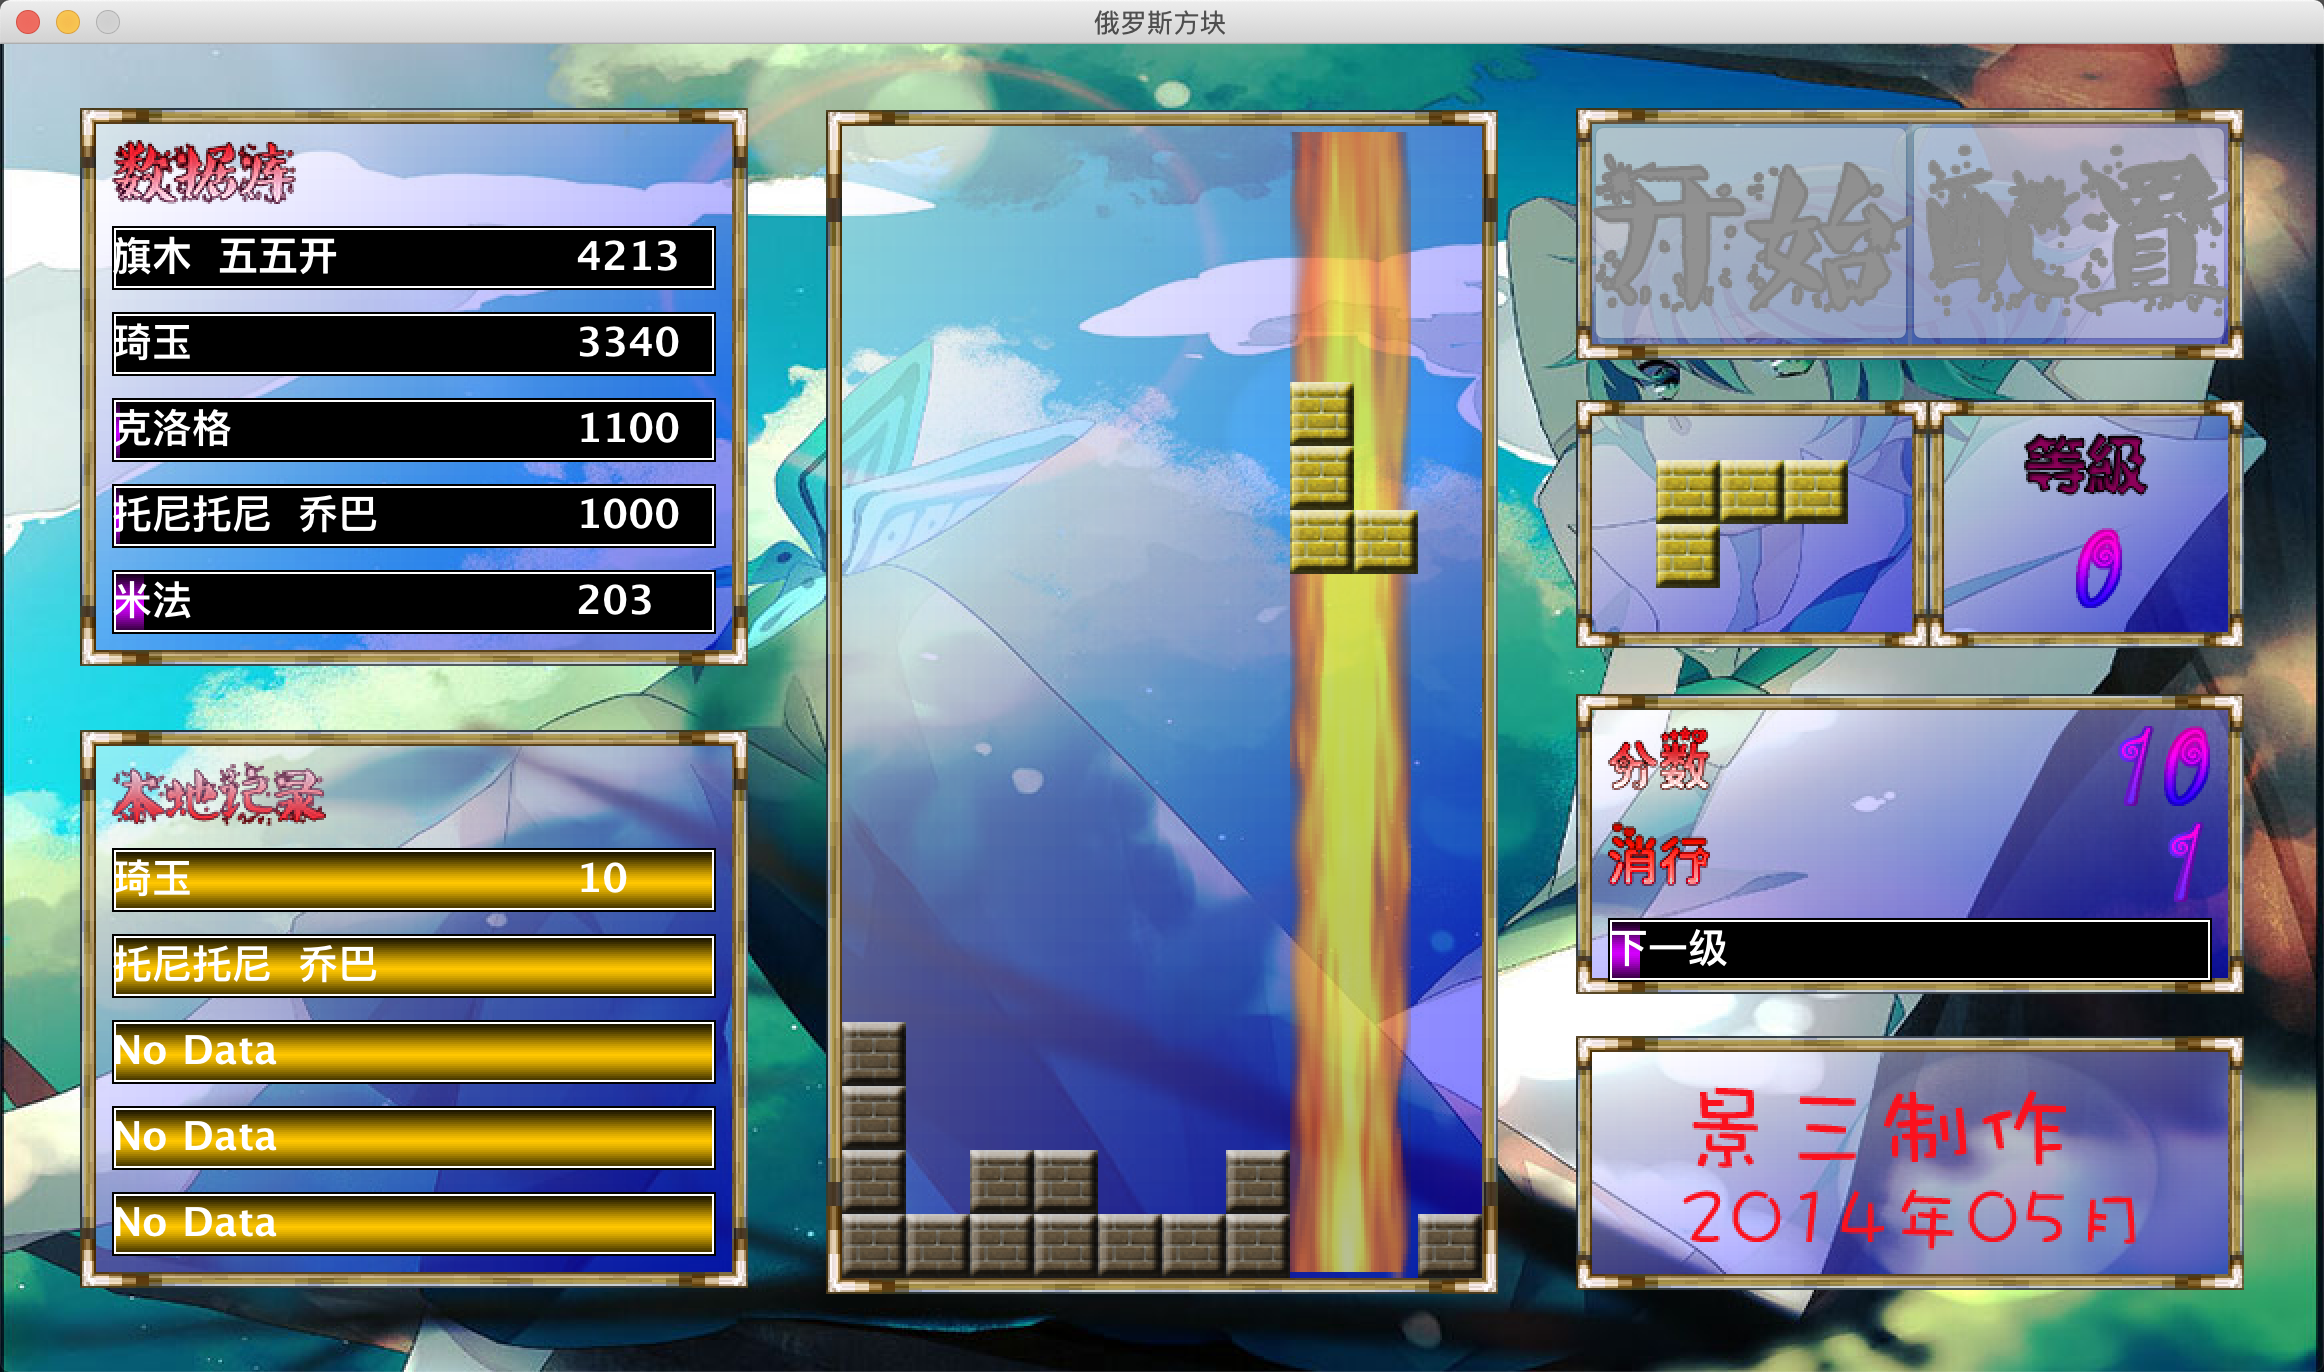 俄罗斯方块
数据库
旗木 五五开 4213
琦玉 3340
克洛格 1100
托尼托尼 乔巴 1000
米法 203
本地记录
琦玉 10
托尼托尼 乔巴
No Data
No Data
No Data
开始 配置
等級
0
分数 10
消行 1
下一级
景三制作
2014年05月